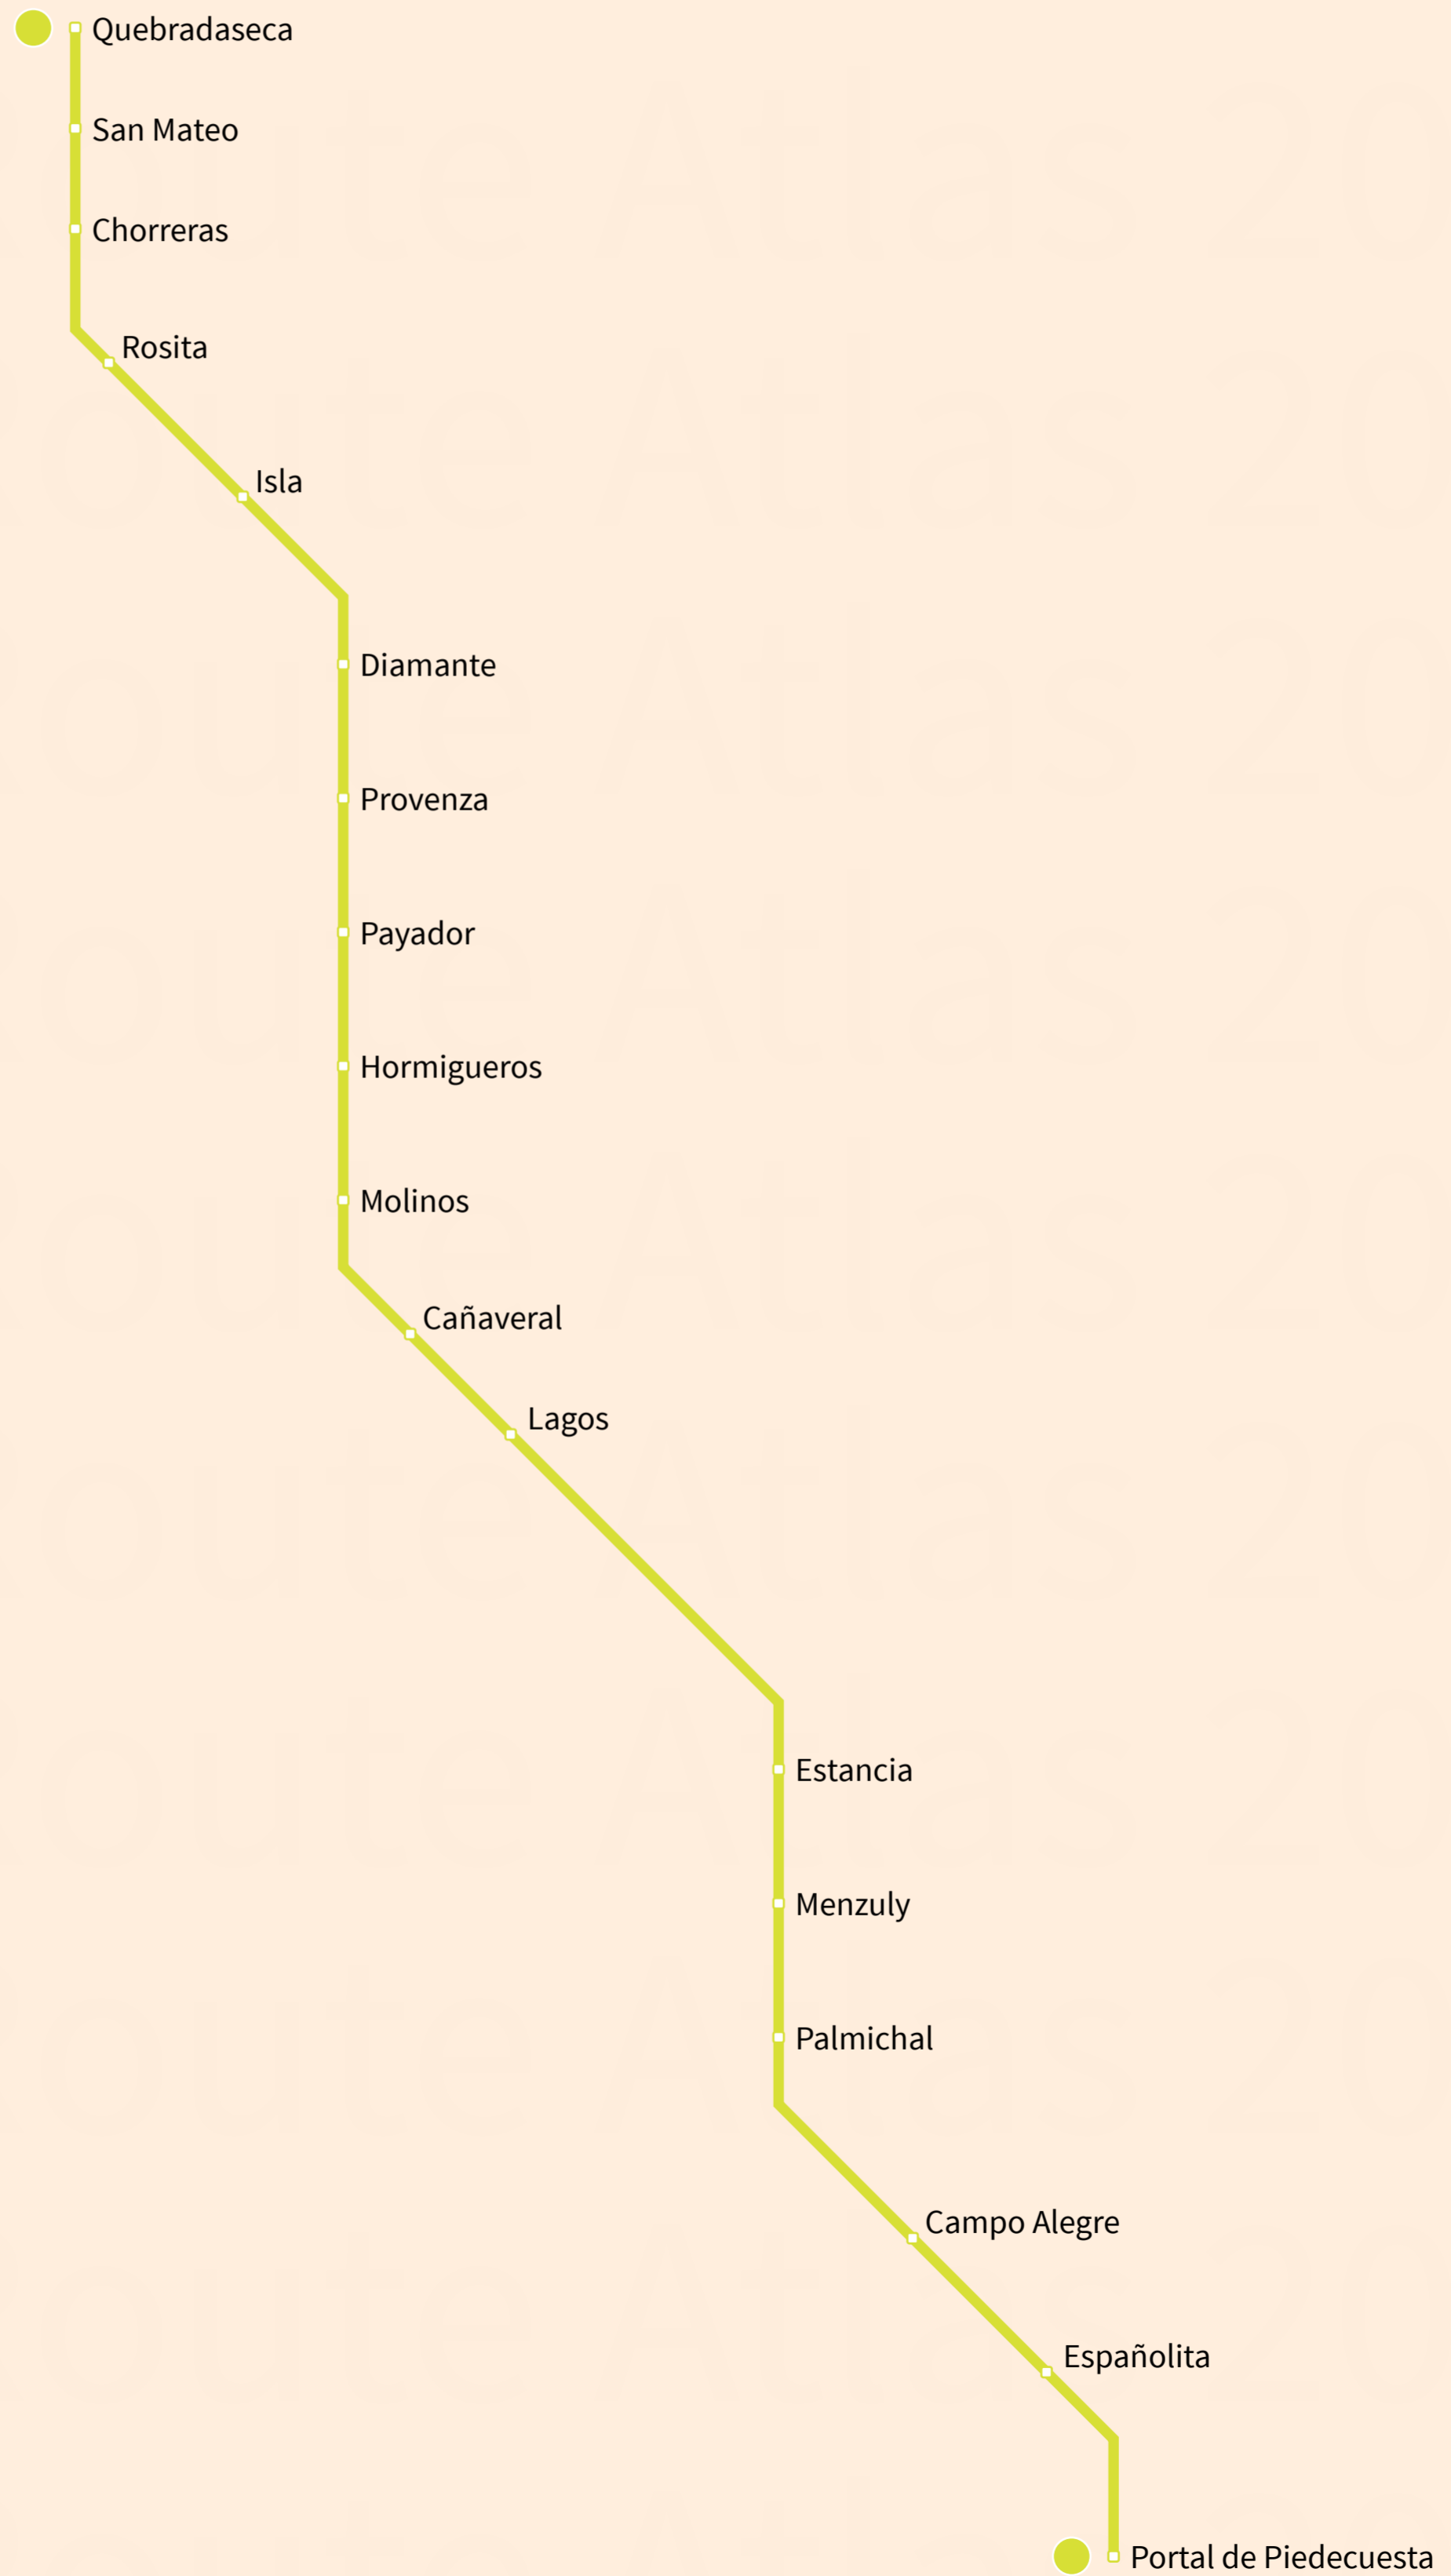 Quebradaseca
San Mateo
Chorreras
Rosita
Isla
Diamante
Provenza
Payador
Hormigueros
Molinos
Cañaveral
Lagos
Estancia
Menzuly
Palmichal
Campo Alegre
Españolita
Portal de Piedecuesta